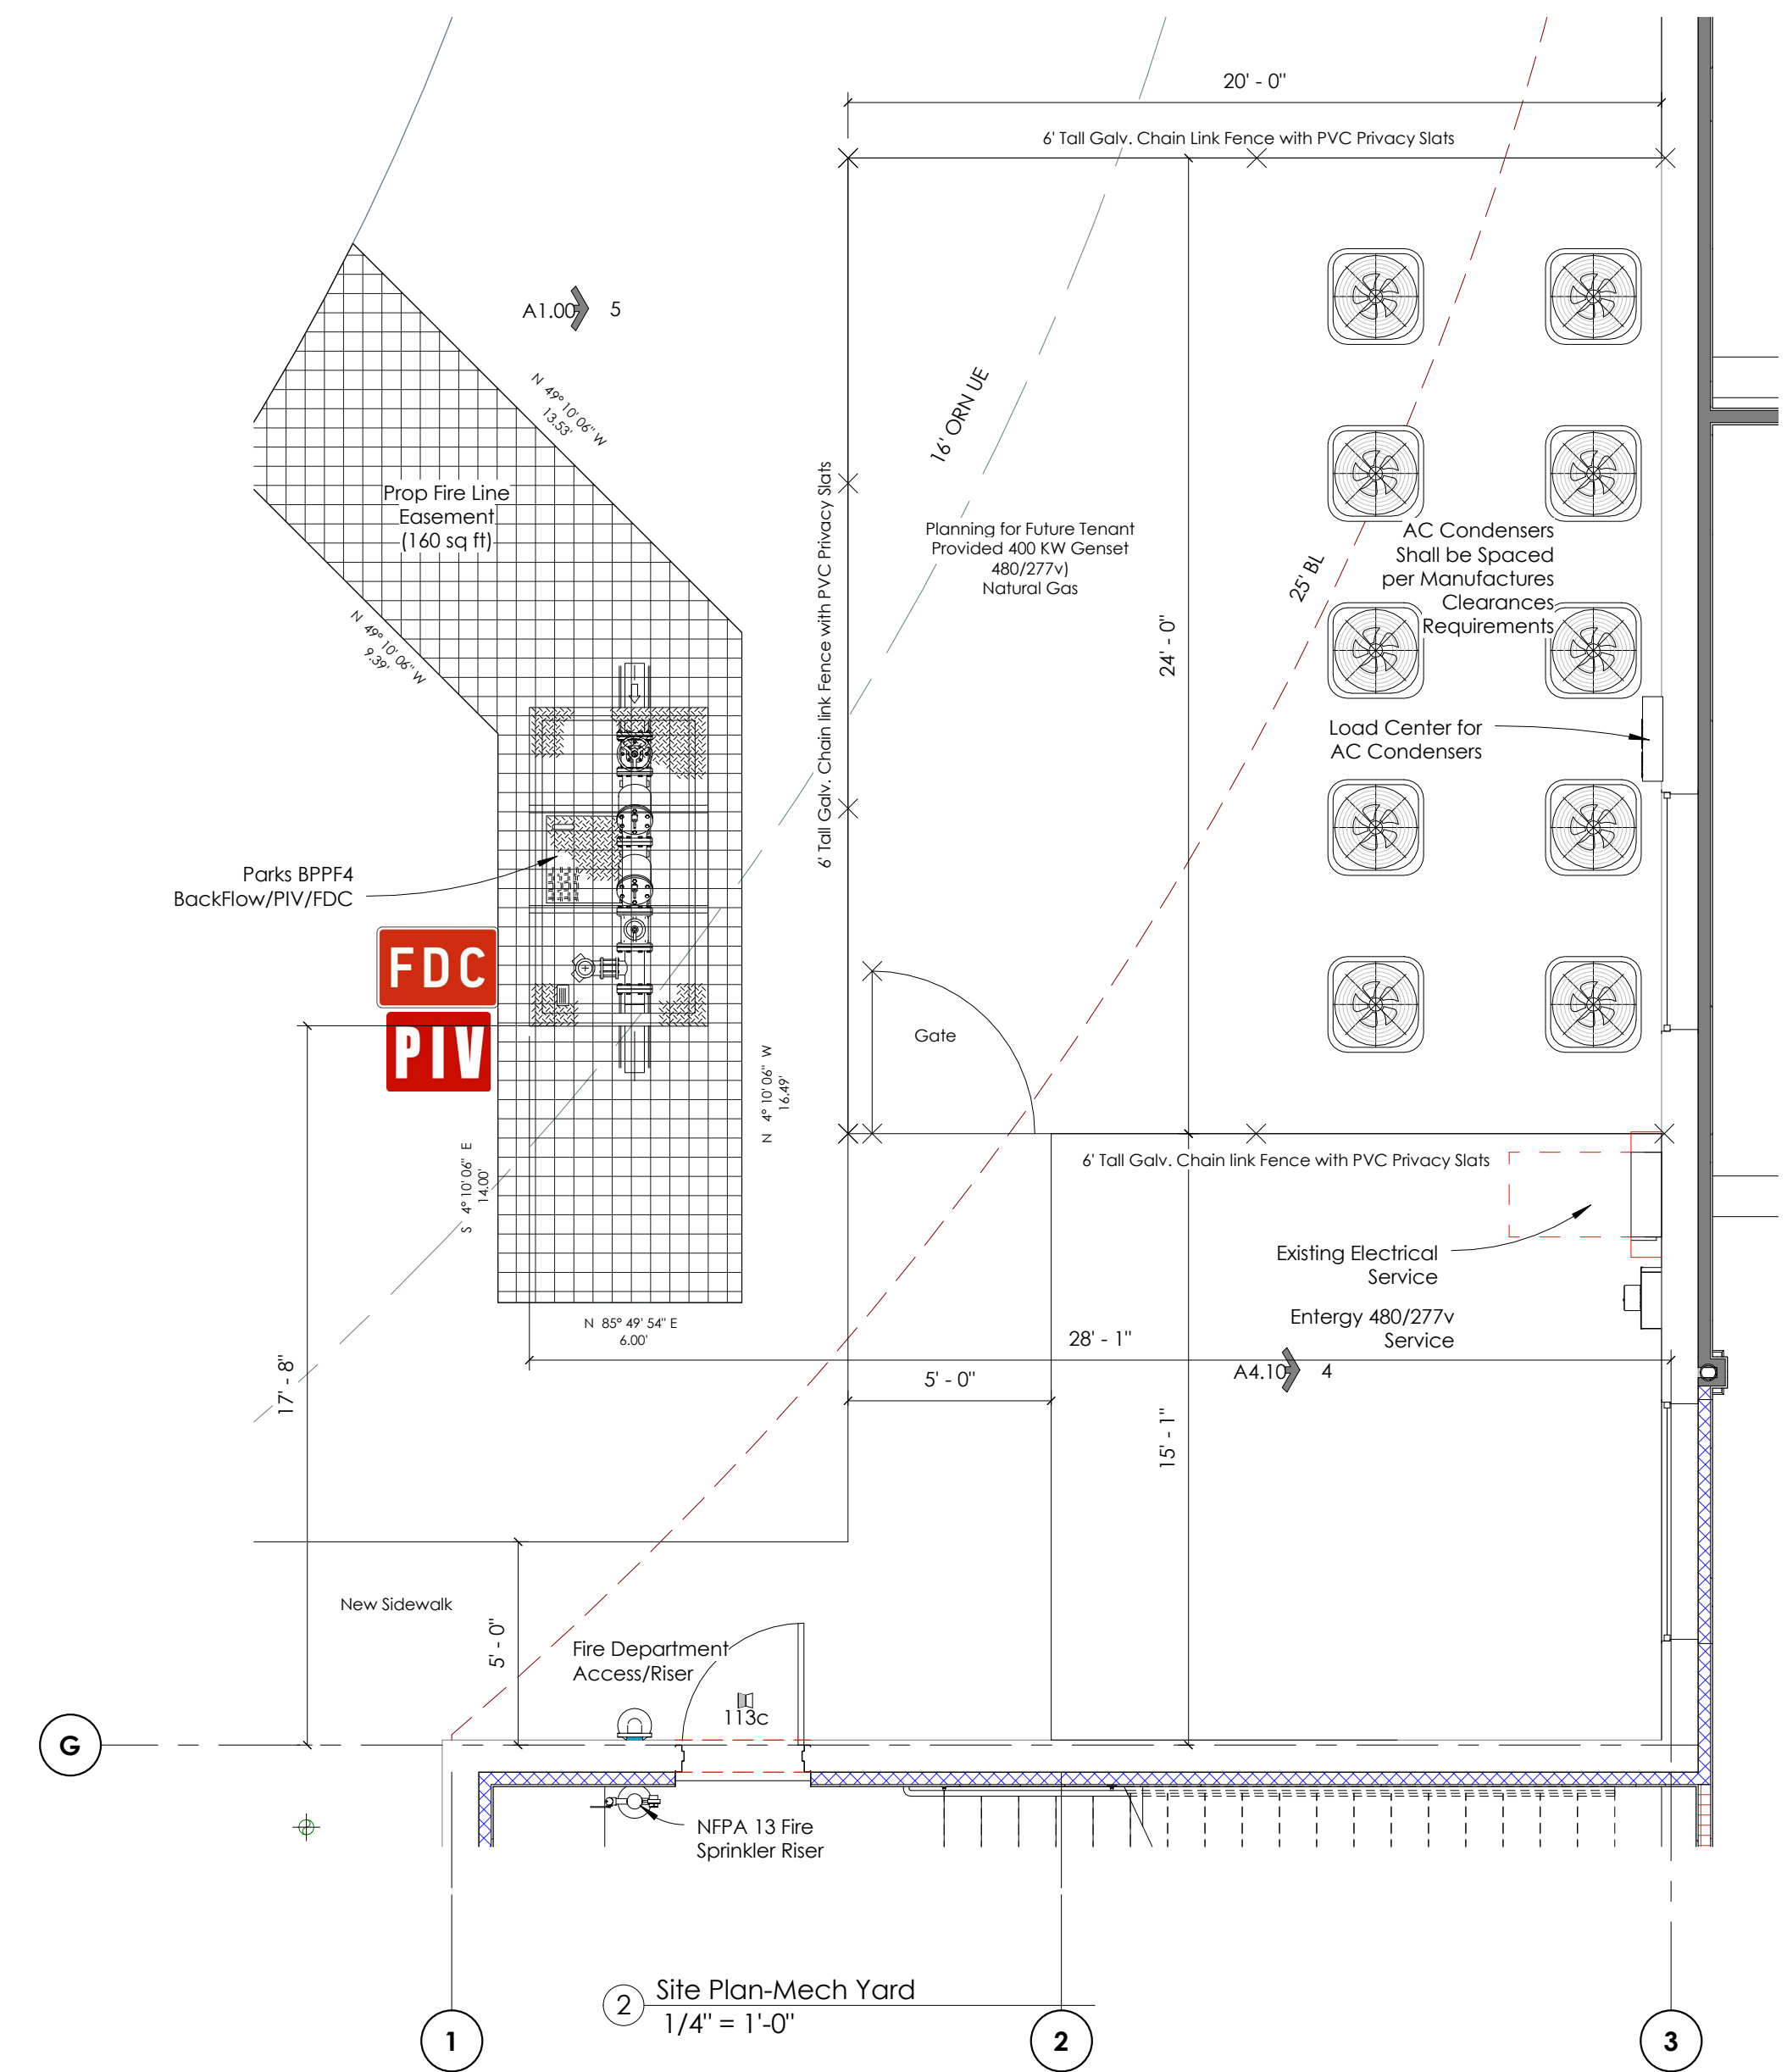 20' - 0"
6' Tall Galv. Chain Link Fence with PVC Privacy Slats
A1.00
5
N 49° 10' 06" W
13.53'
16' ORN UE
Prop Fire Line
Easement
(160 sq ft)
6' Tall Galv. Chain link Fence with PVC Privacy Slats
Planning for Future Tenant
Provided 400 KW Genset
480/277v)
Natural Gas
25' BL
AC Condensers
Shall be Spaced
per Manufactures
Clearances
Requirements
24' - 0"
N 49° 10' 06" W
9.39'
Load Center for
AC Condensers
Parks BPPF4
BackFlow/PIV/FDC
FDC
PIV
Gate
N 4° 10' 06" W
16.49'
S 4° 10' 06" E
14.00'
6' Tall Galv. Chain link Fence with PVC Privacy Slats
Existing Electrical
Service
Entergy 480/277v
Service
N 85° 49' 54" E
6.00'
28' - 1"
A4.10
4
5' - 0"
17' - 8"
15' - 1"
New Sidewalk
5' - 0"
Fire Department
Access/Riser
113c
G
NFPA 13 Fire
Sprinkler Riser
2
Site Plan-Mech Yard
1/4" = 1'-0"
1
2
3